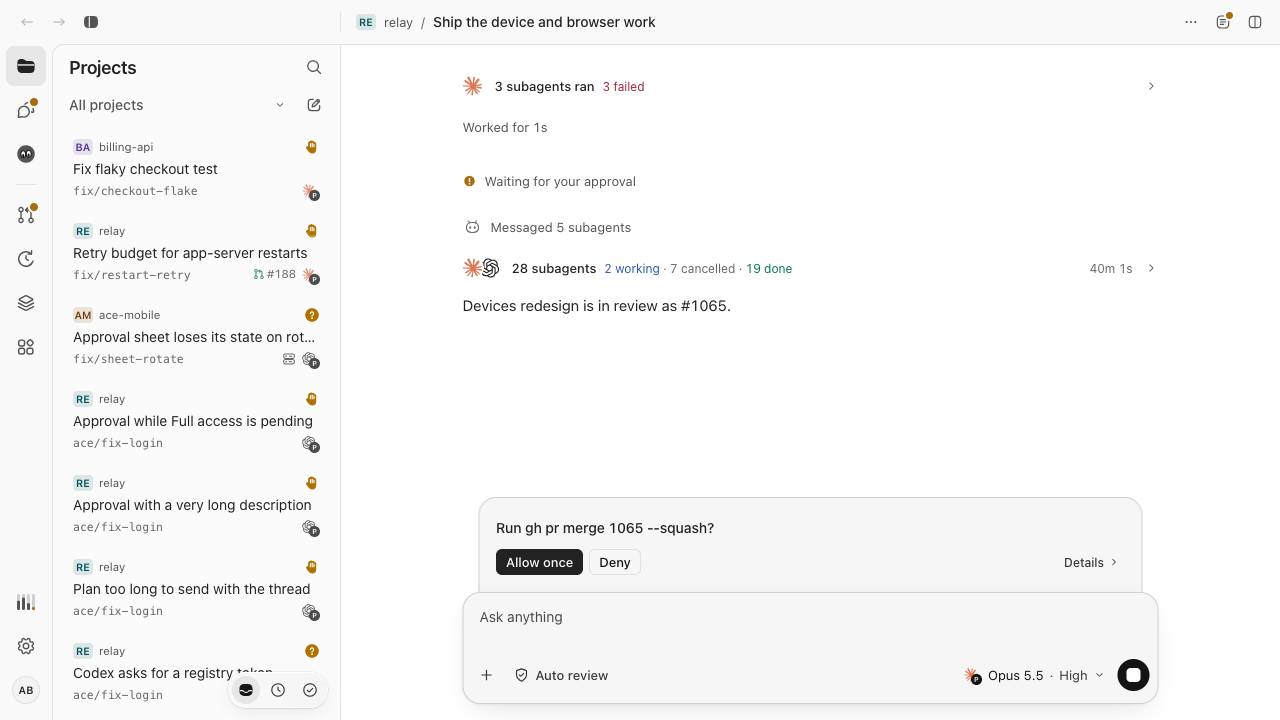 RE relay / Ship the device and browser work
Projects
All projects
BA billing-api
Fix flaky checkout test
fix/checkout-flake
P
RE relay
Retry budget for app-server restarts
fix/restart-retry #188
P
AM ace-mobile ?
Approval sheet loses its state on rot...
fix/sheet-rotate
P
RE relay
Approval while Full access is pending
ace/fix-login
P
RE relay
Approval with a very long description
ace/fix-login
P
RE relay
Plan too long to send with the thread
ace/fix-login
P
RE relay ?
Codex asks for a registry token
ace/fix-login
AB
3 subagents ran 3 failed
Worked for 1s
Waiting for your approval
Messaged 5 subagents
28 subagents 2 working · 7 cancelled · 19 done 40m 1s
Devices redesign is in review as #1065.
Run gh pr merge 1065 --squash?
Allow once Deny Details
Ask anything
Auto review P Opus 5.5 · High